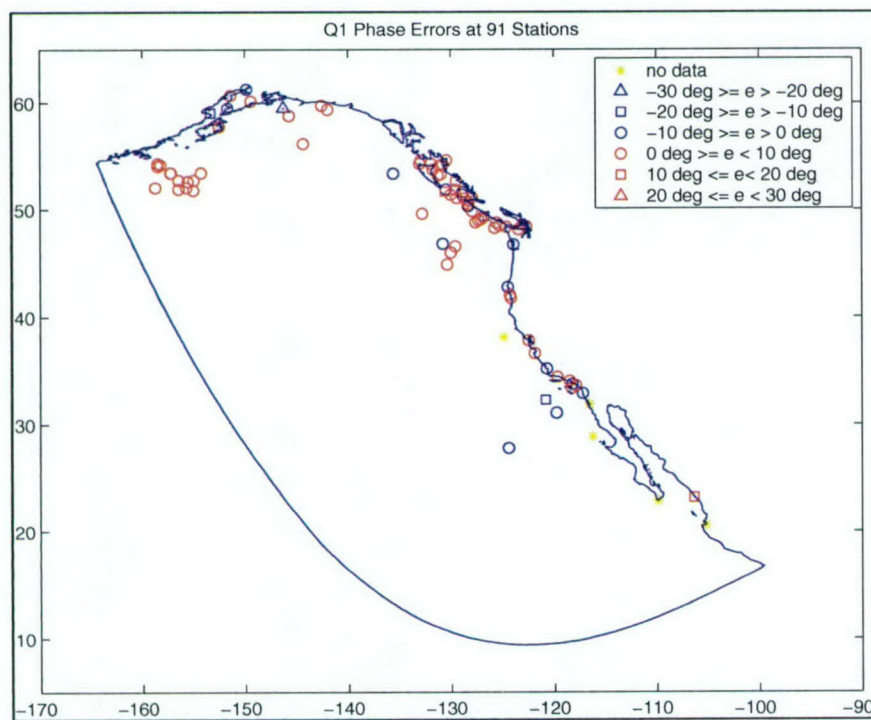 Q1 Phase Errors at 91 Stations
no data
−30 deg >= e > −20 deg
−20 deg >= e > −10 deg
−10 deg >= e > 0 deg
0 deg >= e < 10 deg
10 deg <= e< 20 deg
20 deg <= e < 30 deg
60
50
40
30
20
10
−170
−160
−150
−140
−130
−120
−110
−100
−90